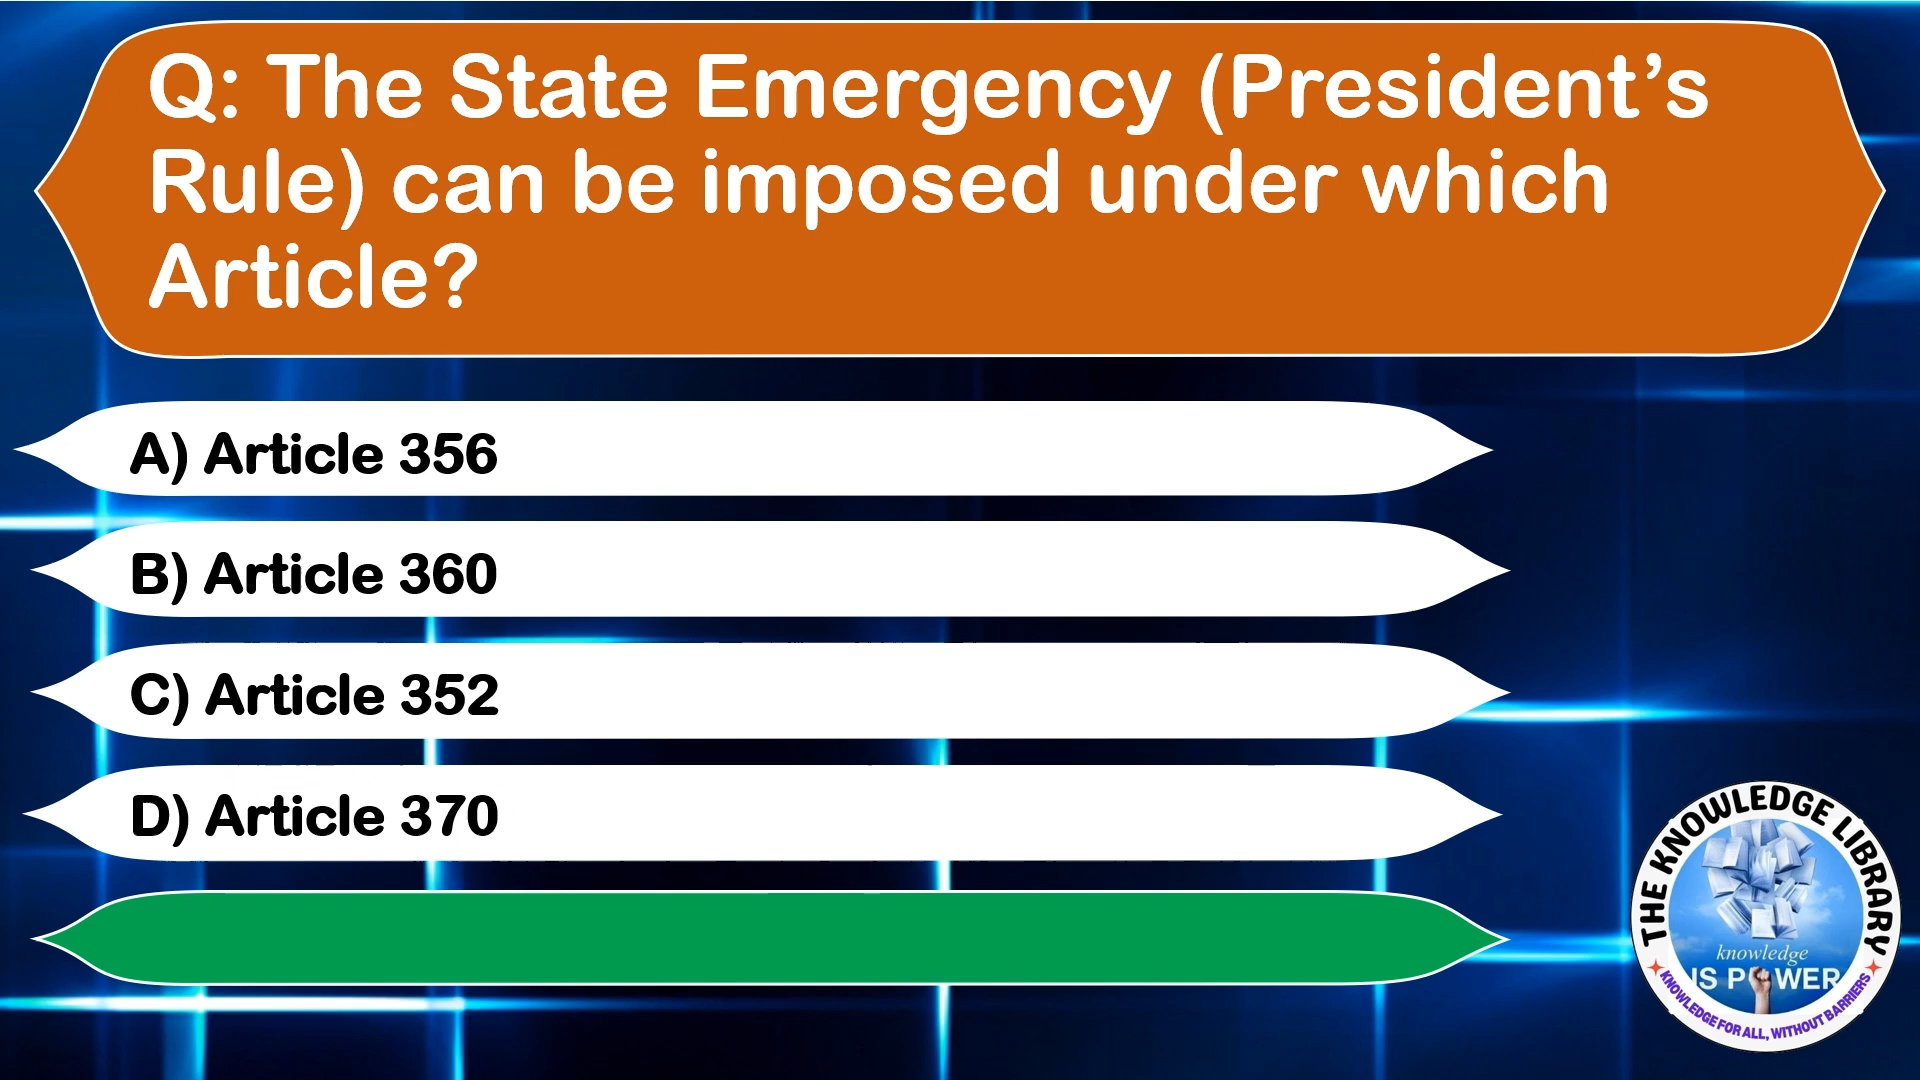 Q: The State Emergency (President’s
Rule) can be imposed under which
Article?
A) Article 356
B) Article 360
C) Article 352
D) Article 370
THE KNOWLEDGE LIBRARY
knowledge
IS POWER
KNOWLEDGE FOR ALL, WITHOUT BARRIERS